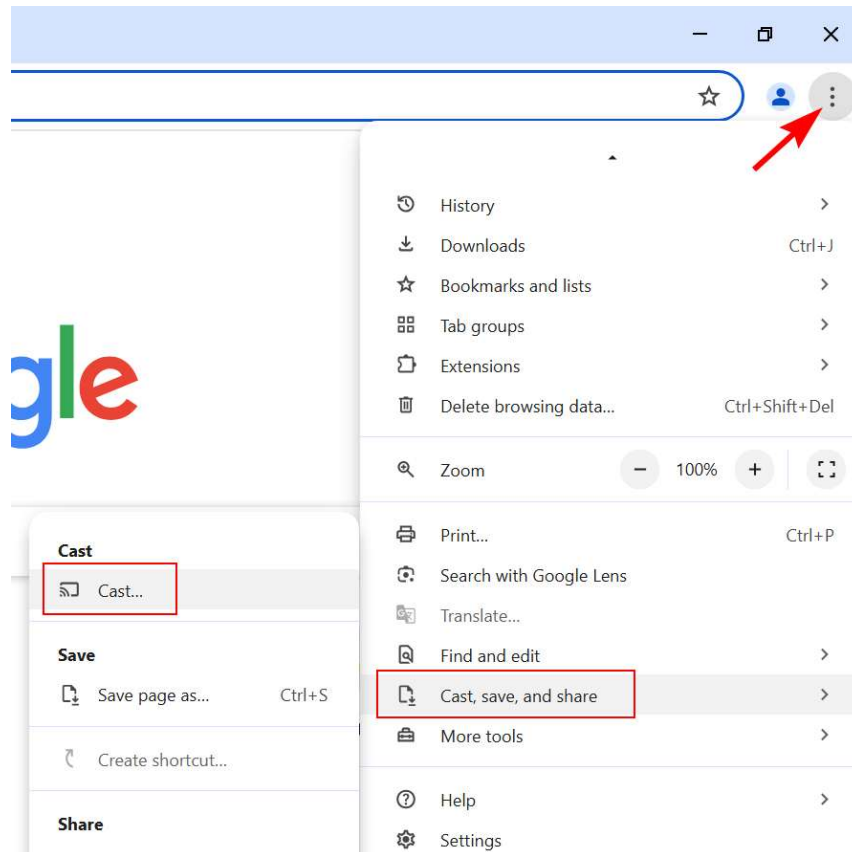 History
Downloads Ctrl+J
Bookmarks and lists
Tab groups
Extensions
Delete browsing data... Ctrl+Shift+Del
gle
Zoom 100%
Print... Ctrl+P
Search with Google Lens
Translate...
Find and edit
Cast, save, and share
More tools
Help
Settings
Cast
Cast...
Save
Save page as... Ctrl+S
Create shortcut...
Share